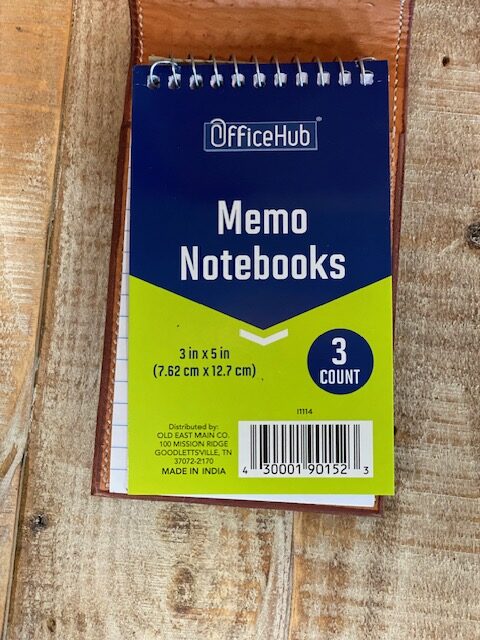 OfficeHub®
Memo
Notebooks
3 in x 5 in
(7.62 cm x 12.7 cm)
3
COUNT
I1114
Distributed by:
OLD EAST MAIN CO.
100 MISSION RIDGE
GOODLETTSVILLE, TN
37072-2170
MADE IN INDIA
4 30001 90152 3